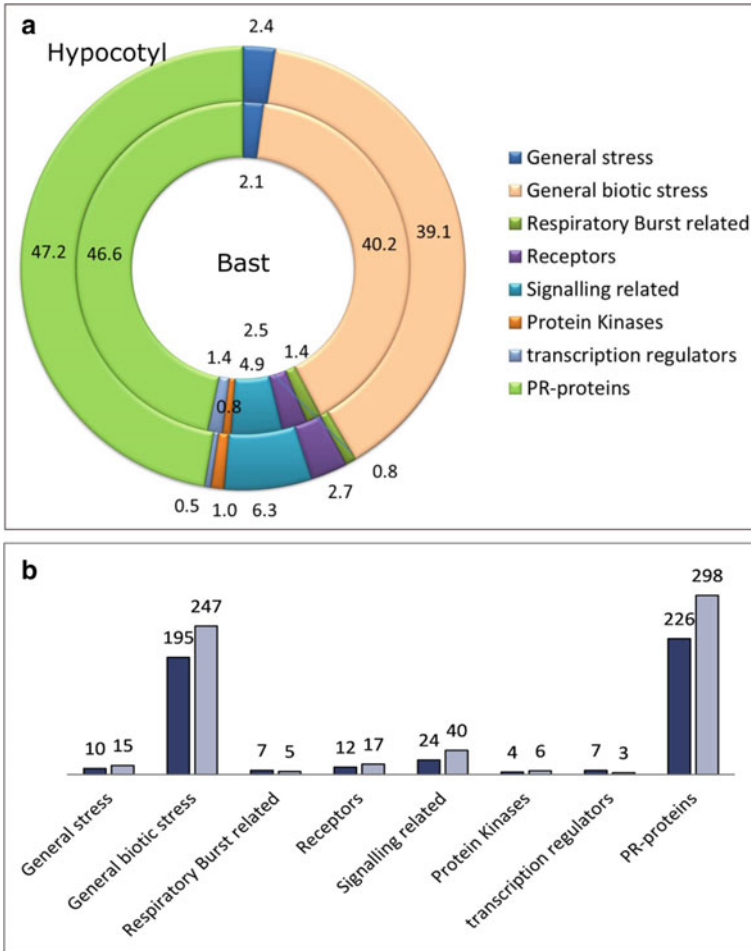 a
Hypocotyl
2.4
2.1
47.2
46.6
Bast
40.2
39.1
2.5
1.4
4.9
1.4
0.8
0.8
2.7
0.5
1.0
6.3
General stress
General biotic stress
Respiratory Burst related
Receptors
Signalling related
Protein Kinases
transcription regulators
PR-proteins
b
10
15
195
247
7
5
12
17
24
40
4
6
7
3
226
298
General stress
General biotic stress
Respiratory Burst related
Receptors
Signalling related
Protein Kinases
transcription regulators
PR-proteins